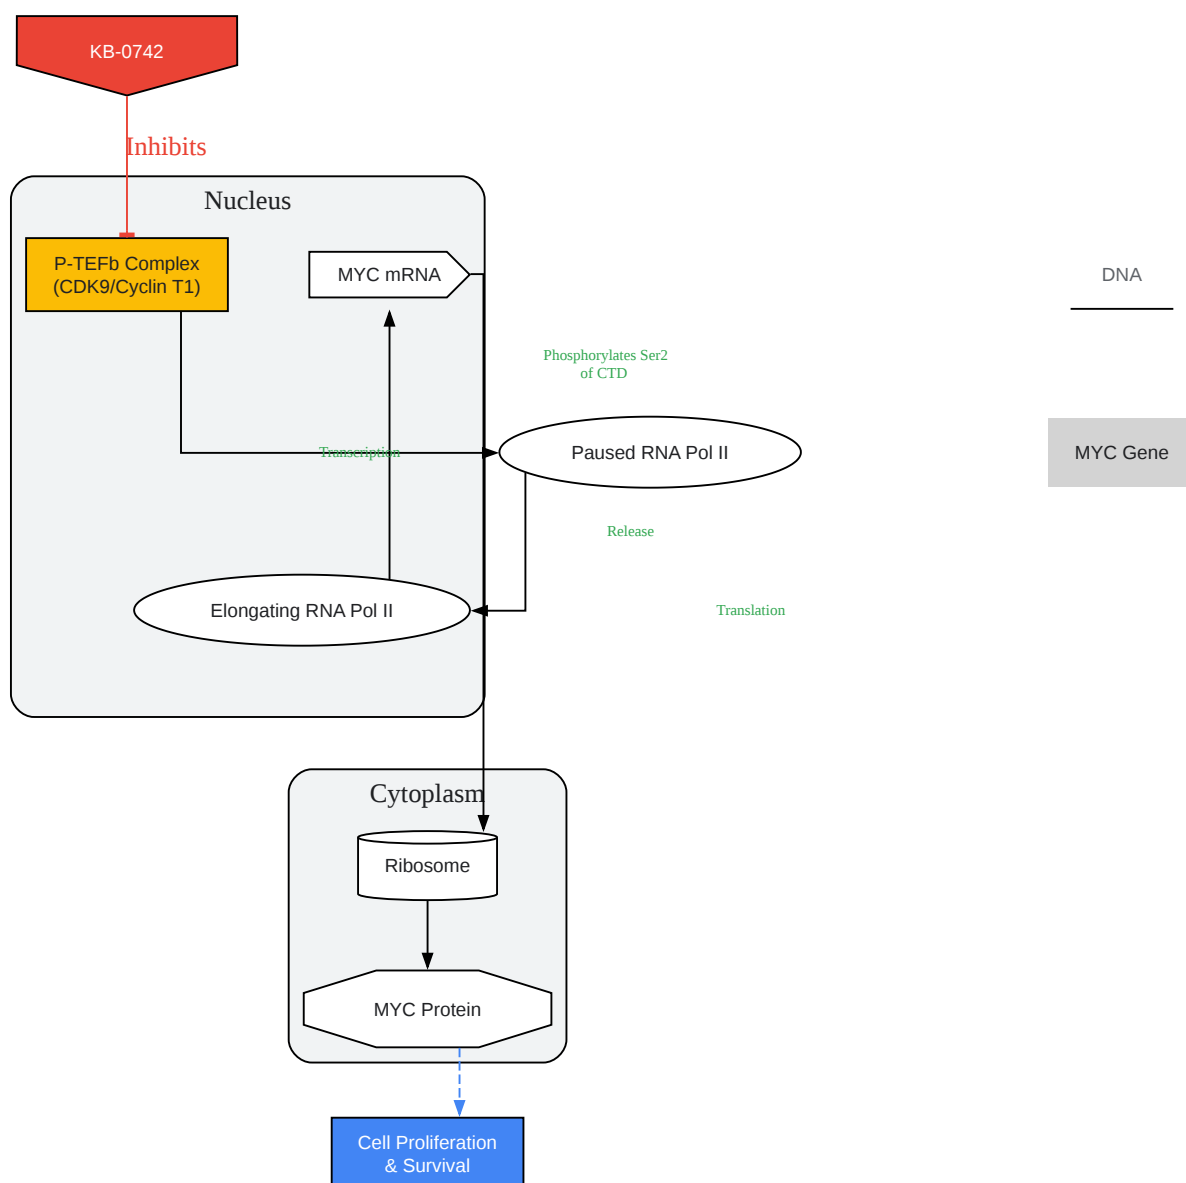 KB-0742
Inhibits
Nucleus
P-TEFb Complex
(CDK9/Cyclin T1)
MYC mRNA
DNA
Phosphorylates Ser2
of CTD
Transcription
Paused RNA Pol II
MYC Gene
Release
Elongating RNA Pol II
Translation
Cytoplasm
Ribosome
MYC Protein
Cell Proliferation
& Survival